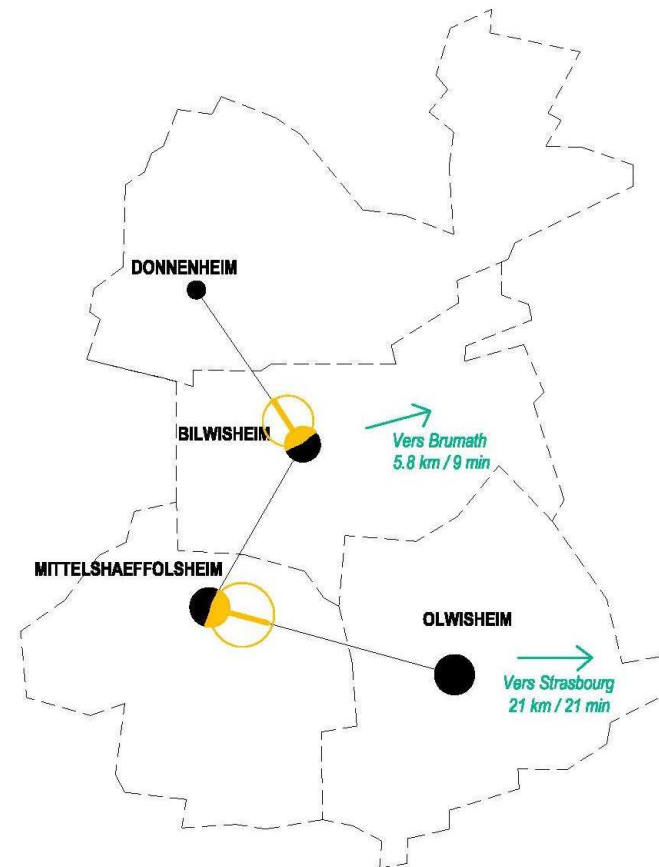 DONNENHEIM
BILWISHEIM
Vers Brumath
5.8 km / 9 min
MITTELSHAEFFOLSHEIM
OLWISHEIM
Vers Strasbourg
21 km / 21 min